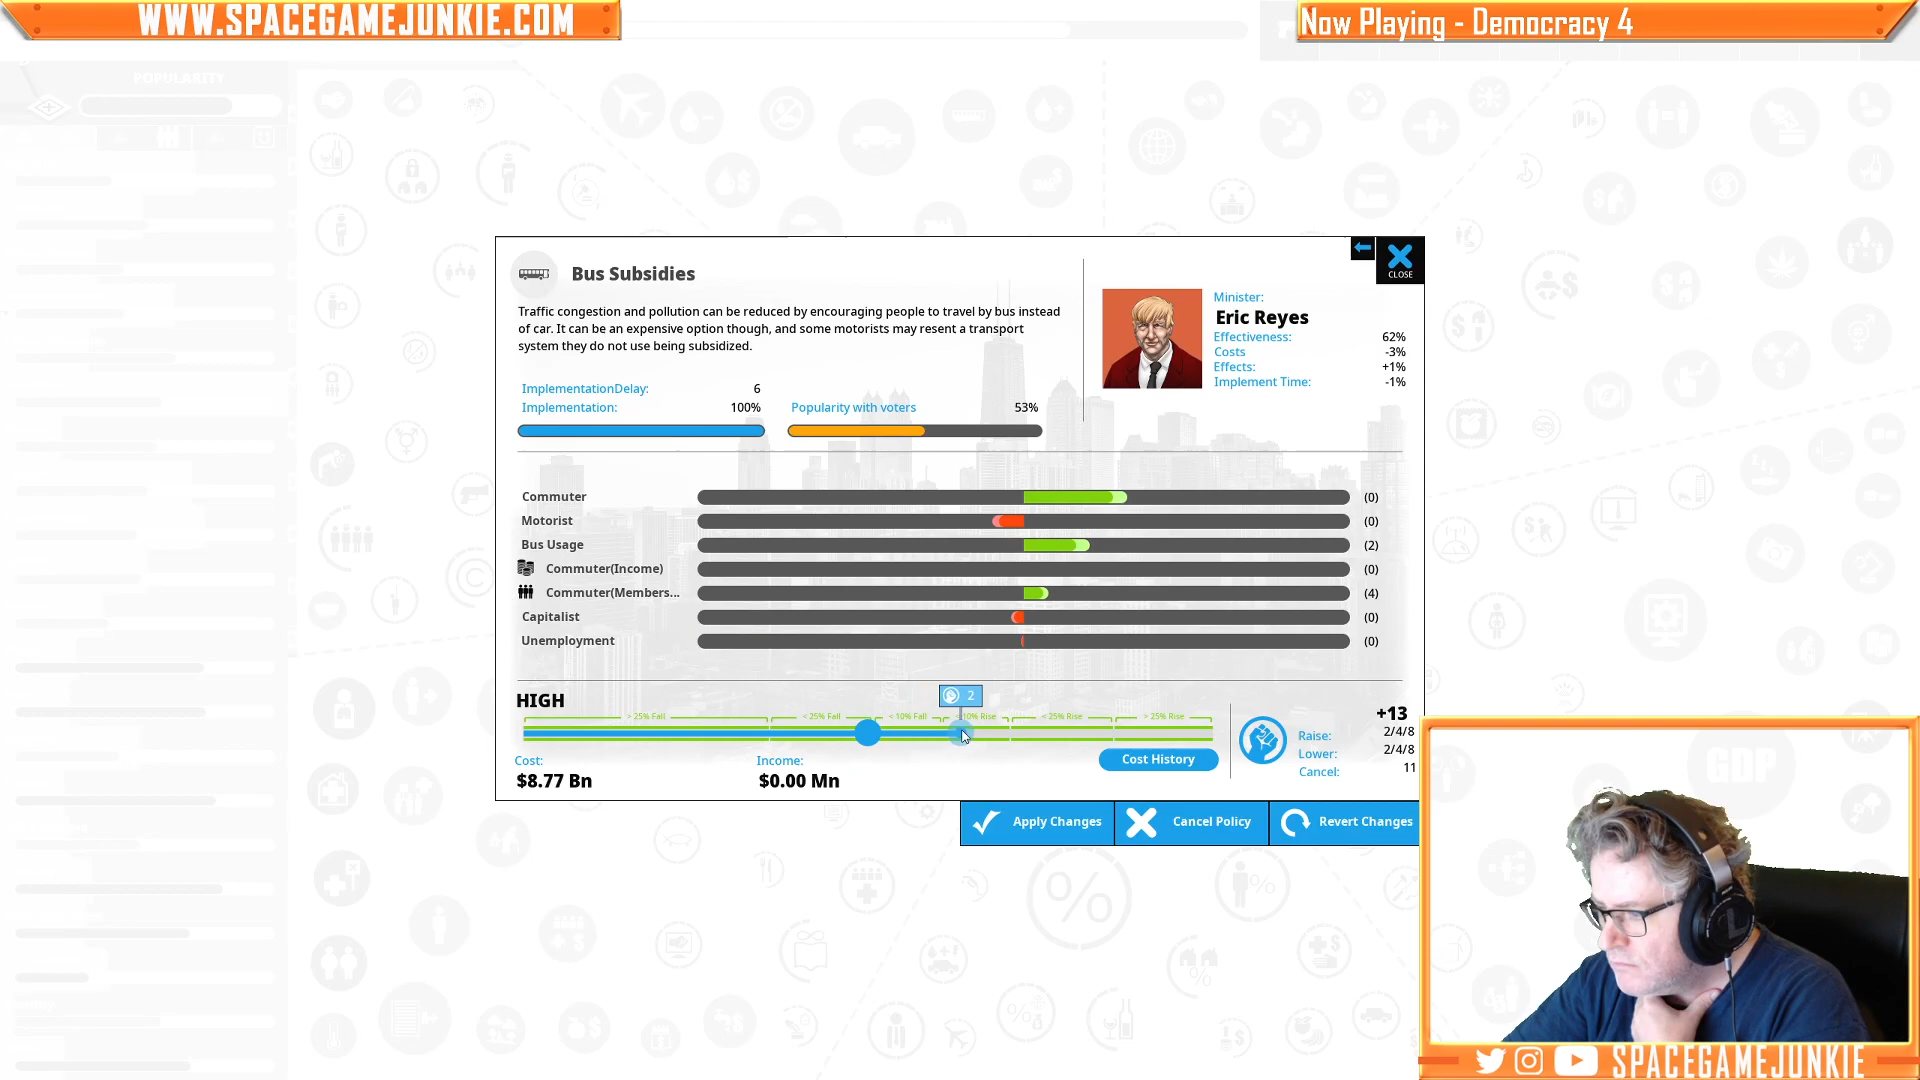 WWW.SPACEGAMEJUNKIE.COM
Now Playing - Democracy 4
POPULARITY
CLOSE
Bus Subsidies
Traffic congestion and pollution can be reduced by encouraging people to travel by bus instead
of car. It can be an expensive option though, and some motorists may resent a transport
system they do not use being subsidized.
Minister:
Eric Reyes
Effectiveness: 62%
Costs -3%
Effects: +1%
Implement Time: -1%
ImplementationDelay: 6
Implementation: 100%
Popularity with voters 53%
Commuter (0)
Motorist (0)
Bus Usage (2)
Commuter(Income) (0)
Commuter(Members... (4)
Capitalist (0)
Unemployment (0)
HIGH
2
> 25% Fall
< 25% Fall
< 10% Fall
10% Rise
< 25% Rise
> 25% Rise
Cost:
$8.77 Bn
Income:
$0.00 Mn
Cost History
+13
Raise: 2/4/8
Lower: 2/4/8
Cancel: 11
Apply Changes
Cancel Policy
Revert Changes
GDP
SPACEGAMEJUNKIE